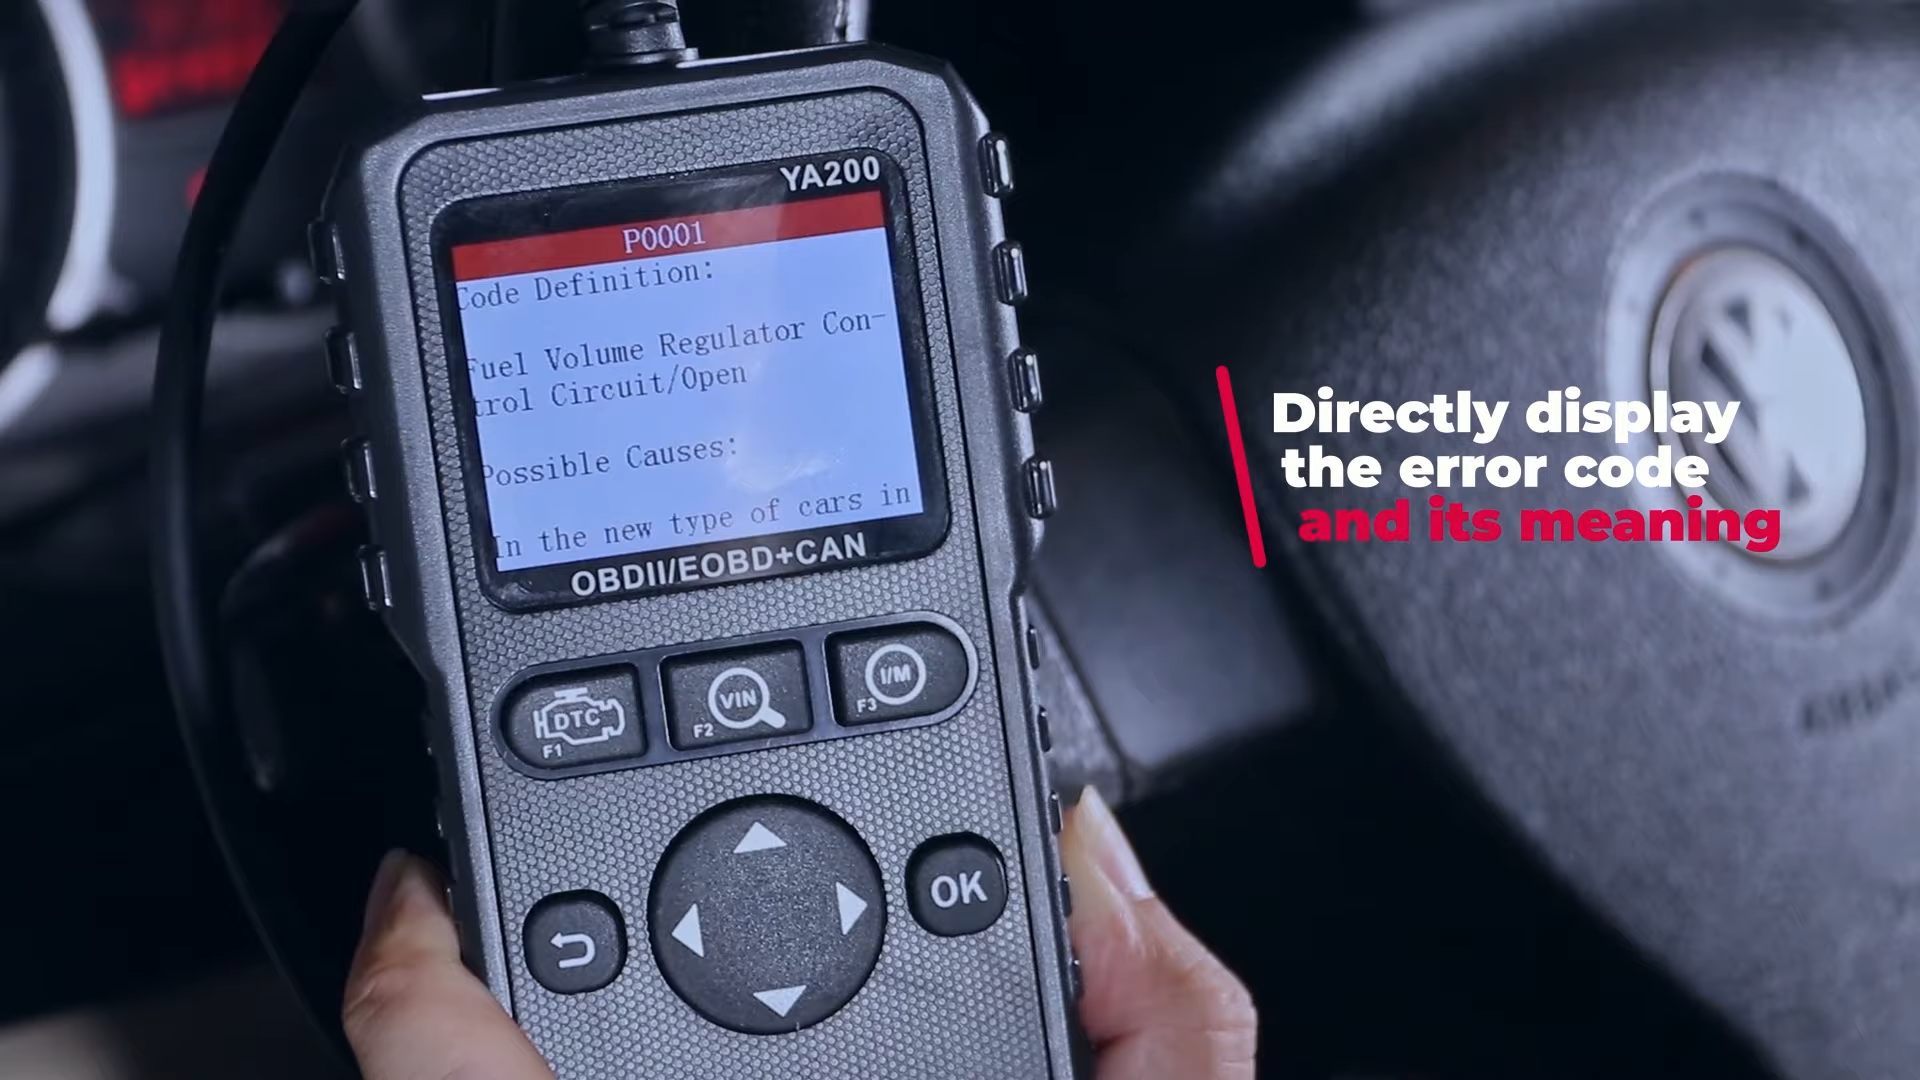 YA200
P0001
Code Definition:
Fuel Volume Regulator Con-
trol Circuit/Open
Possible Causes:
In the new type of cars in
OBDII/EOBD+CAN
DTC
F1
VIN
F2
I/M
F3
OK
Directly display
the error code
and its meaning